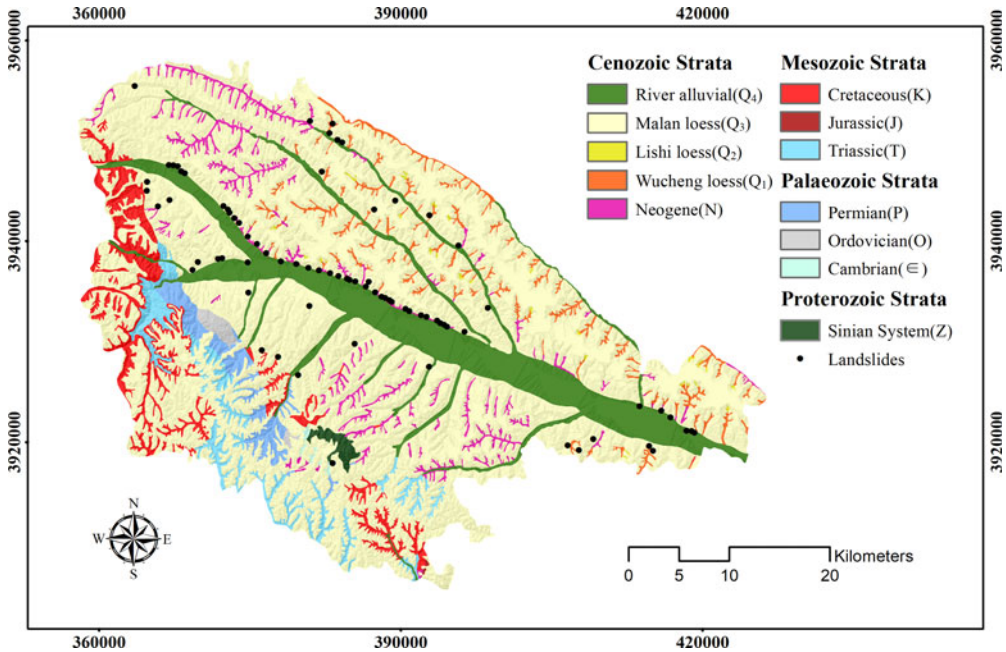 360000 390000 420000
3960000 3960000
Cenozoic Strata
River alluvial(Q₄)
Malan loess(Q₃)
Lishi loess(Q₂)
Wucheng loess(Q₁)
Neogene(N)
Mesozoic Strata
Cretaceous(K)
Jurassic(J)
Triassic(T)
Palaeozoic Strata
Permian(P)
Ordovician(O)
Cambrian(∈)
Proterozoic Strata
Sinian System(Z)
Landslides
3940000 3940000
3920000 3920000
N
W E
S
Kilometers
0 5 10 20
360000 390000 420000